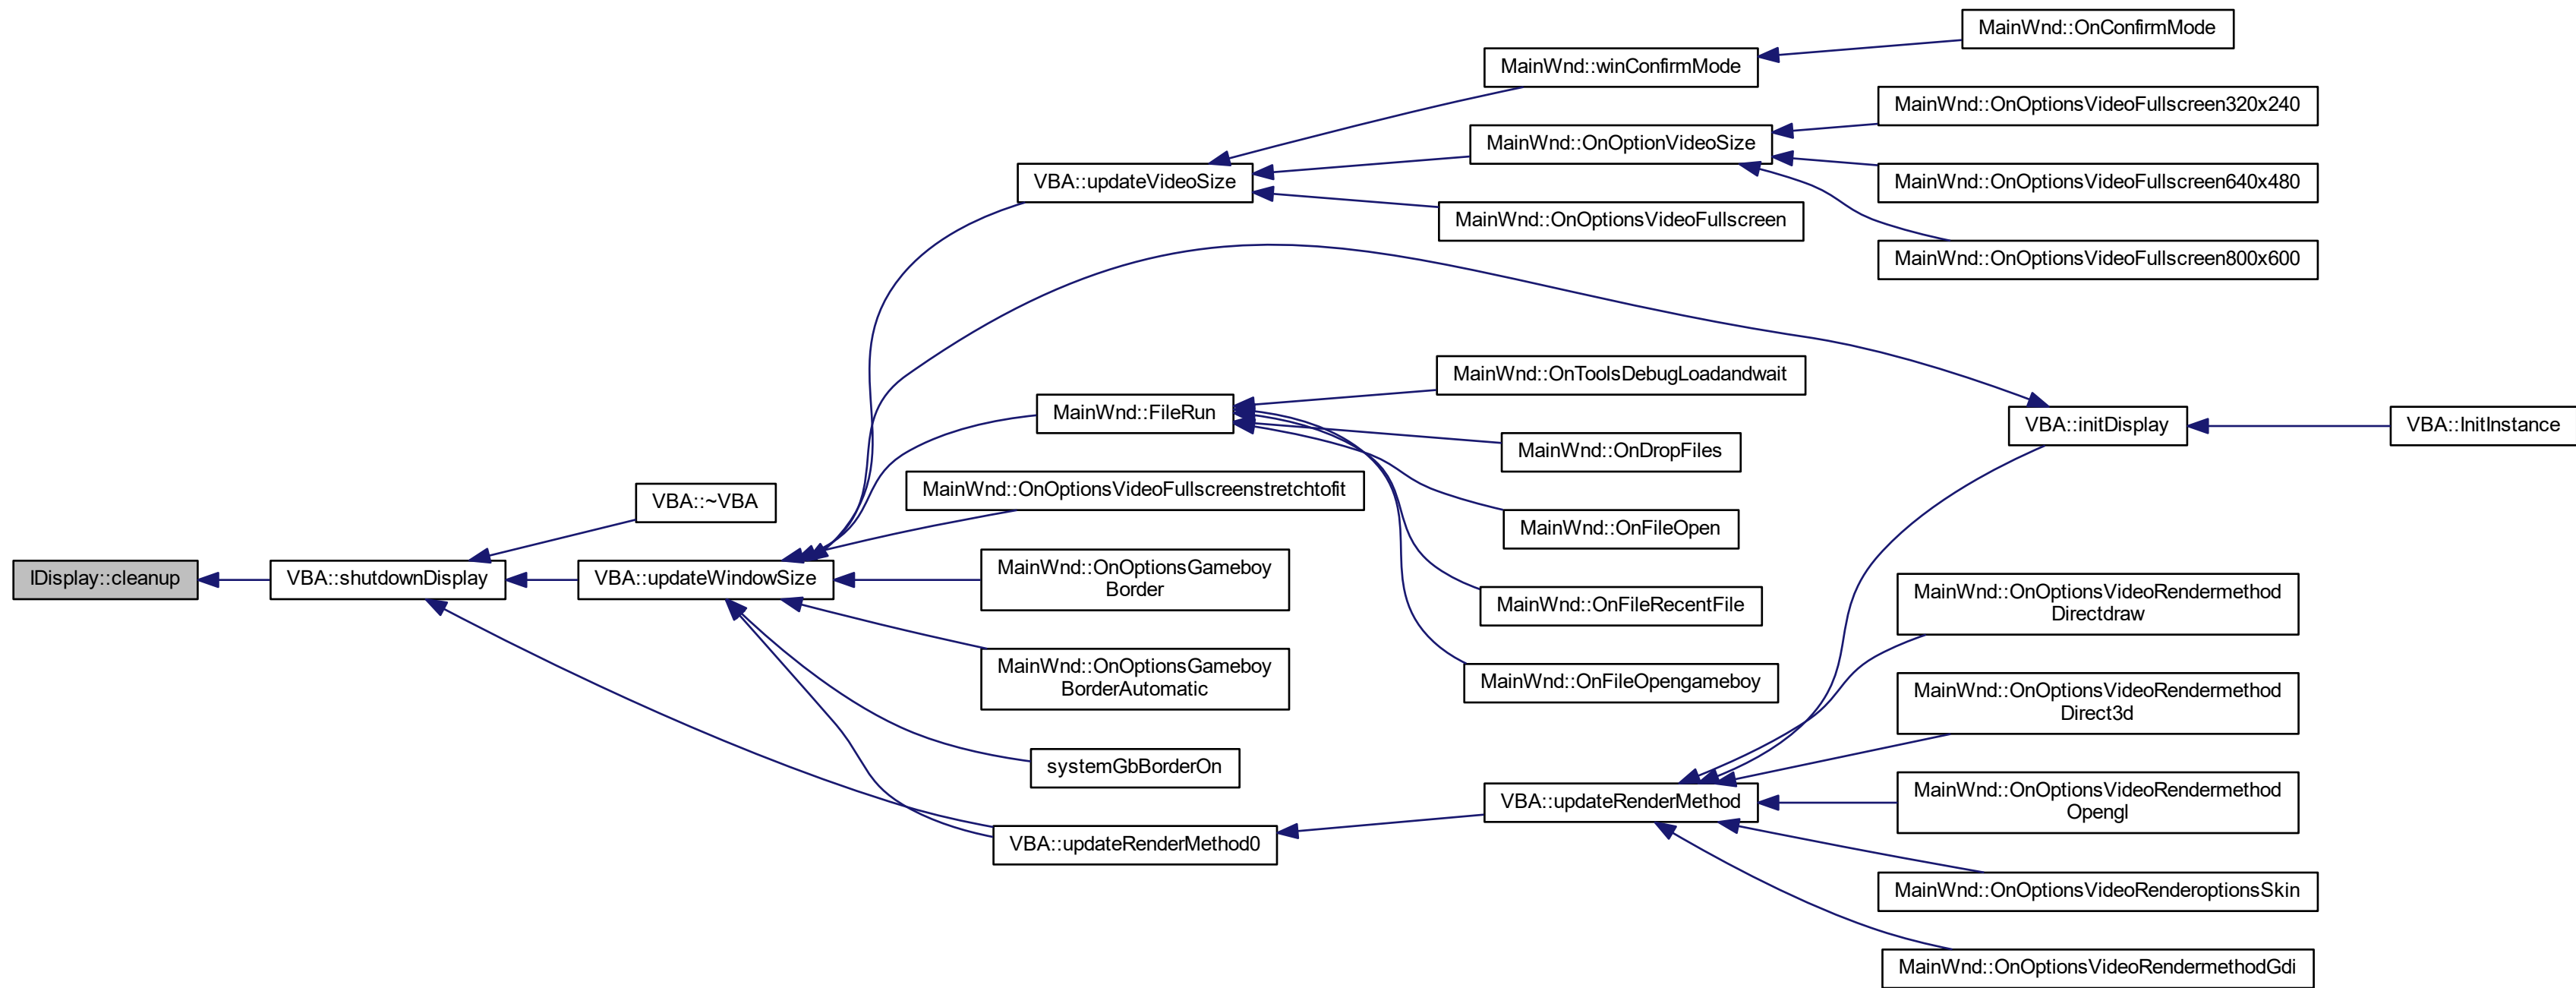 MainWnd::OnConfirmMode
MainWnd::winConfirmMode
MainWnd::OnOptionsVideoFullscreen320x240
MainWnd::OnOptionVideoSize
VBA::updateVideoSize
MainWnd::OnOptionsVideoFullscreen640x480
MainWnd::OnOptionsVideoFullscreen
MainWnd::OnOptionsVideoFullscreen800x600
MainWnd::OnToolsDebugLoadandwait
MainWnd::FileRun
VBA::initDisplay
VBA::InitInstance
MainWnd::OnDropFiles
MainWnd::OnOptionsVideoFullscreenstretchtofit
VBA::~VBA
MainWnd::OnFileOpen
IDisplay::cleanup
VBA::shutdownDisplay
VBA::updateWindowSize
MainWnd::OnOptionsGameboy
Border
MainWnd::OnFileRecentFile
MainWnd::OnOptionsVideoRendermethod
Directdraw
MainWnd::OnOptionsGameboy
BorderAutomatic
MainWnd::OnFileOpengameboy
MainWnd::OnOptionsVideoRendermethod
Direct3d
systemGbBorderOn
VBA::updateRenderMethod
MainWnd::OnOptionsVideoRendermethod
Opengl
VBA::updateRenderMethod0
MainWnd::OnOptionsVideoRenderoptionsSkin
MainWnd::OnOptionsVideoRendermethodGdi